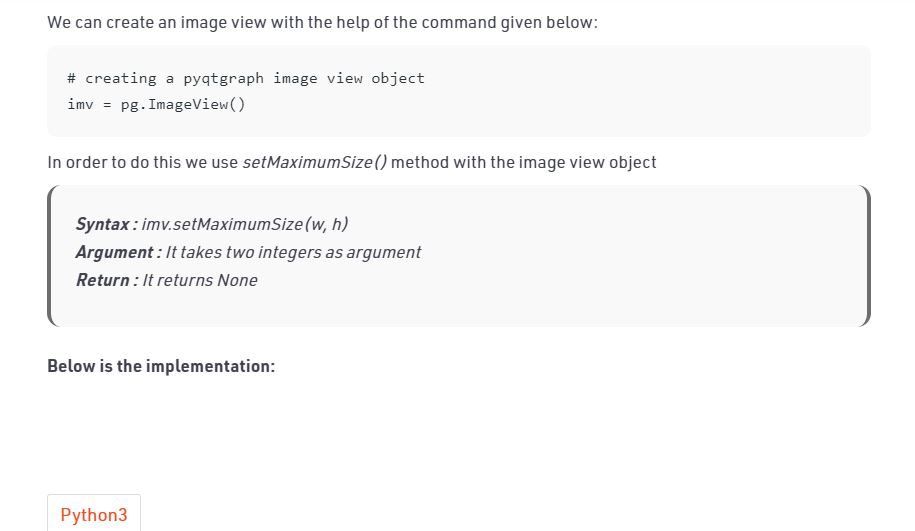 We can create an image view with the help of the command given below:
# creating a pyqtgraph image view object
imv = pg.ImageView()
In order to do this we use setMaximumSize() method with the image view object
Syntax : imv.setMaximumSize(w, h)
Argument : It takes two integers as argument
Return : It returns None
Below is the implementation:
Python3